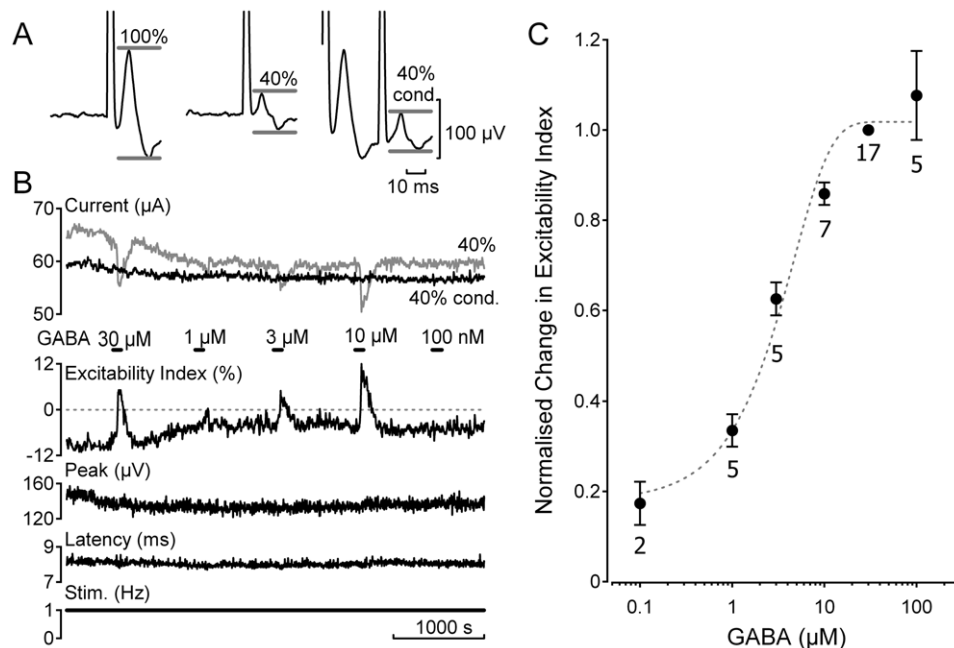 A
100%
40%
40%
cond.
100 µV
10 ms
B
70
Current (µA)
60
50
40%
40% cond.
GABA 30 µM 1 µM 3 µM 10 µM 100 nM
12
Excitability Index (%)
0
-12
Peak (µV)
160
120
Latency (ms)
9
7
Stim. (Hz)
1
0
1000 s
C
Normalised Change in Excitability Index
1.2
1.0
0.8
0.6
0.4
0.2
0
2
5
5
7
17
5
0.1 1 10 100
GABA (µM)